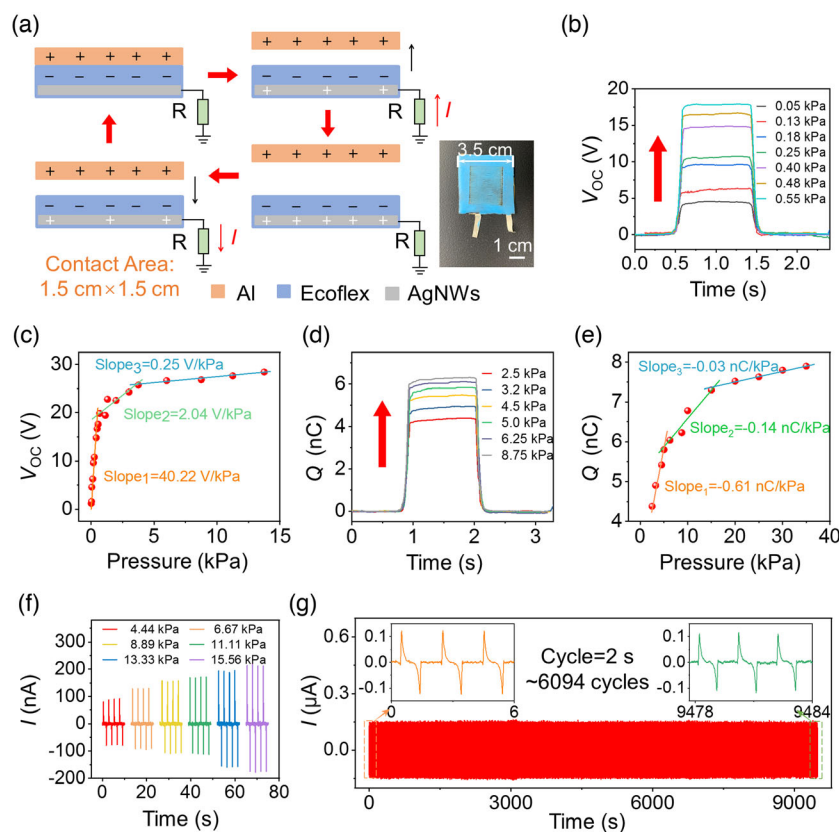 (a)
+ + + + +
− − − − −
R
+ + + + +
− − − − −
+ + +
R
I
+ + + + +
− − − − −
+ + +
R
I
+ + + + +
− − − − −
+ + + + +
R
3.5 cm
1 cm
Contact Area:
1.5 cm×1.5 cm
Al Ecoflex AgNWs
(b)
VOC (V)
20
15
10
5
0
0.0 0.5 1.0 1.5 2.0
Time (s)
0.05 kPa
0.13 kPa
0.18 kPa
0.25 kPa
0.40 kPa
0.48 kPa
0.55 kPa
(c)
VOC (V)
30
20
10
0
Slope3=0.25 V/kPa
Slope2=2.04 V/kPa
Slope1=40.22 V/kPa
0 5 10 15
Pressure (kPa)
(d)
Q (nC)
6
4
2
0
2.5 kPa
3.2 kPa
4.5 kPa
5.0 kPa
6.25 kPa
8.75 kPa
0 1 2 3
Time (s)
(e)
Q (nC)
8
7
6
5
4
Slope3=-0.03 nC/kPa
Slope2=-0.14 nC/kPa
Slope1=-0.61 nC/kPa
0 10 20 30 40
Pressure (kPa)
(f)
I (nA)
300
200
100
0
-100
-200
4.44 kPa 6.67 kPa
8.89 kPa 11.11 kPa
13.33 kPa 15.56 kPa
0 20 40 60 80
Time (s)
(g)
I (µA)
0.6
0.3
0.0
0.1
0.0
-0.1
0 6
Cycle=2 s
~6094 cycles
0.1
0.0
-0.1
9478 9484
0 3000 6000 9000
Time (s)